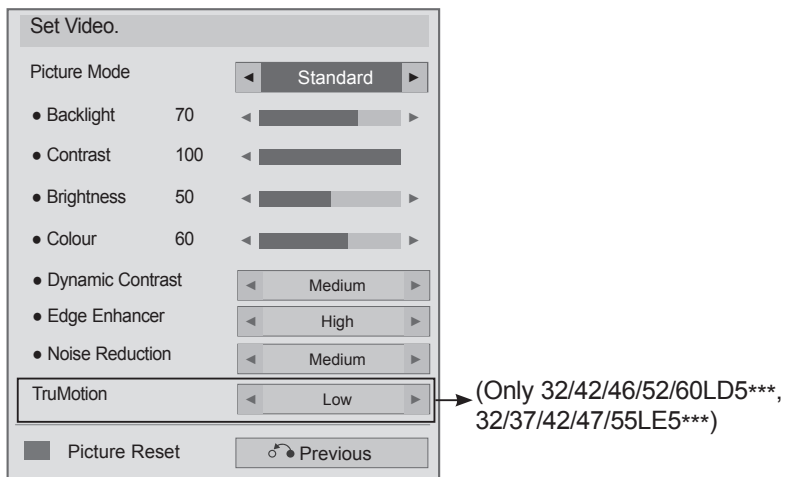 Set Video.
Picture Mode ◄ Standard ►
● Backlight 70 ◄ ►
● Contrast 100 ◄
● Brightness 50 ◄ ►
● Colour 60 ◄ ►
● Dynamic Contrast ◄ Medium ►
● Edge Enhancer ◄ High ►
● Noise Reduction ◄ Medium ►
TruMotion ◄ Low ►
(Only 32/42/46/52/60LD5***,
32/37/42/47/55LE5***)
Picture Reset Previous